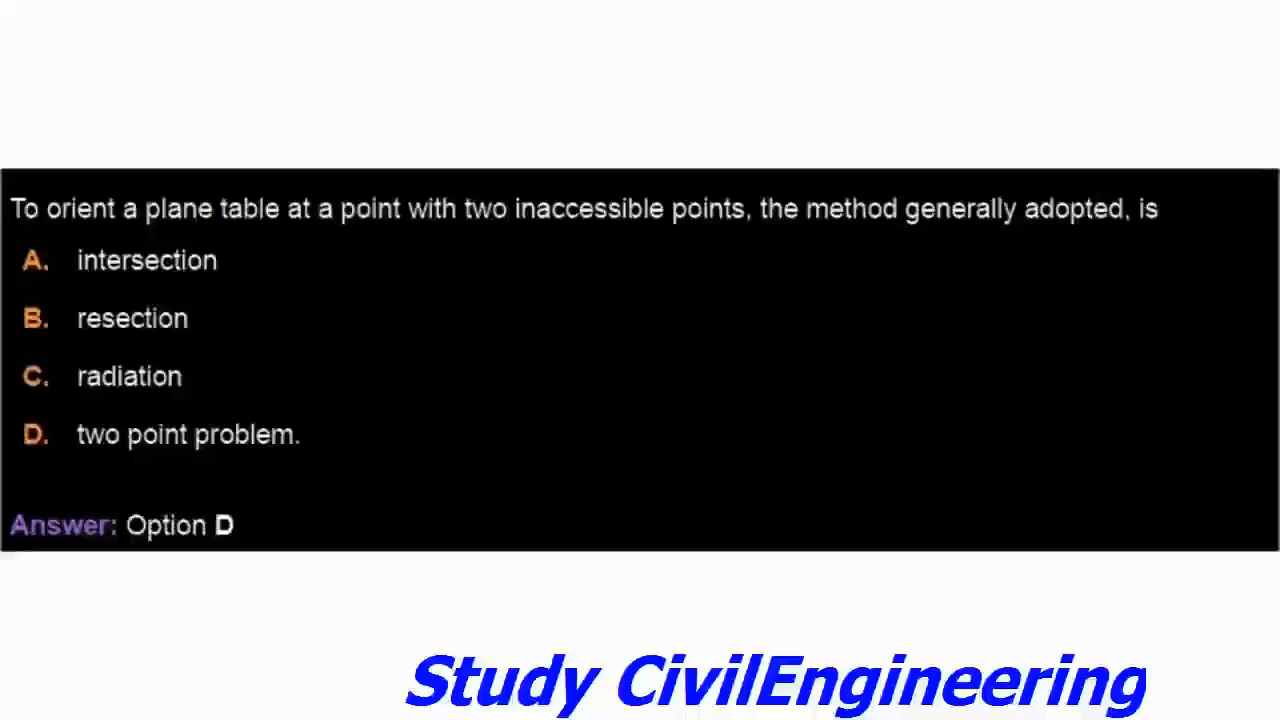 To orient a plane table at a point with two inaccessible points, the method generally adopted, is
A. intersection
B. resection
C. radiation
D. two point problem.
Answer: Option D
Study CivilEngineering